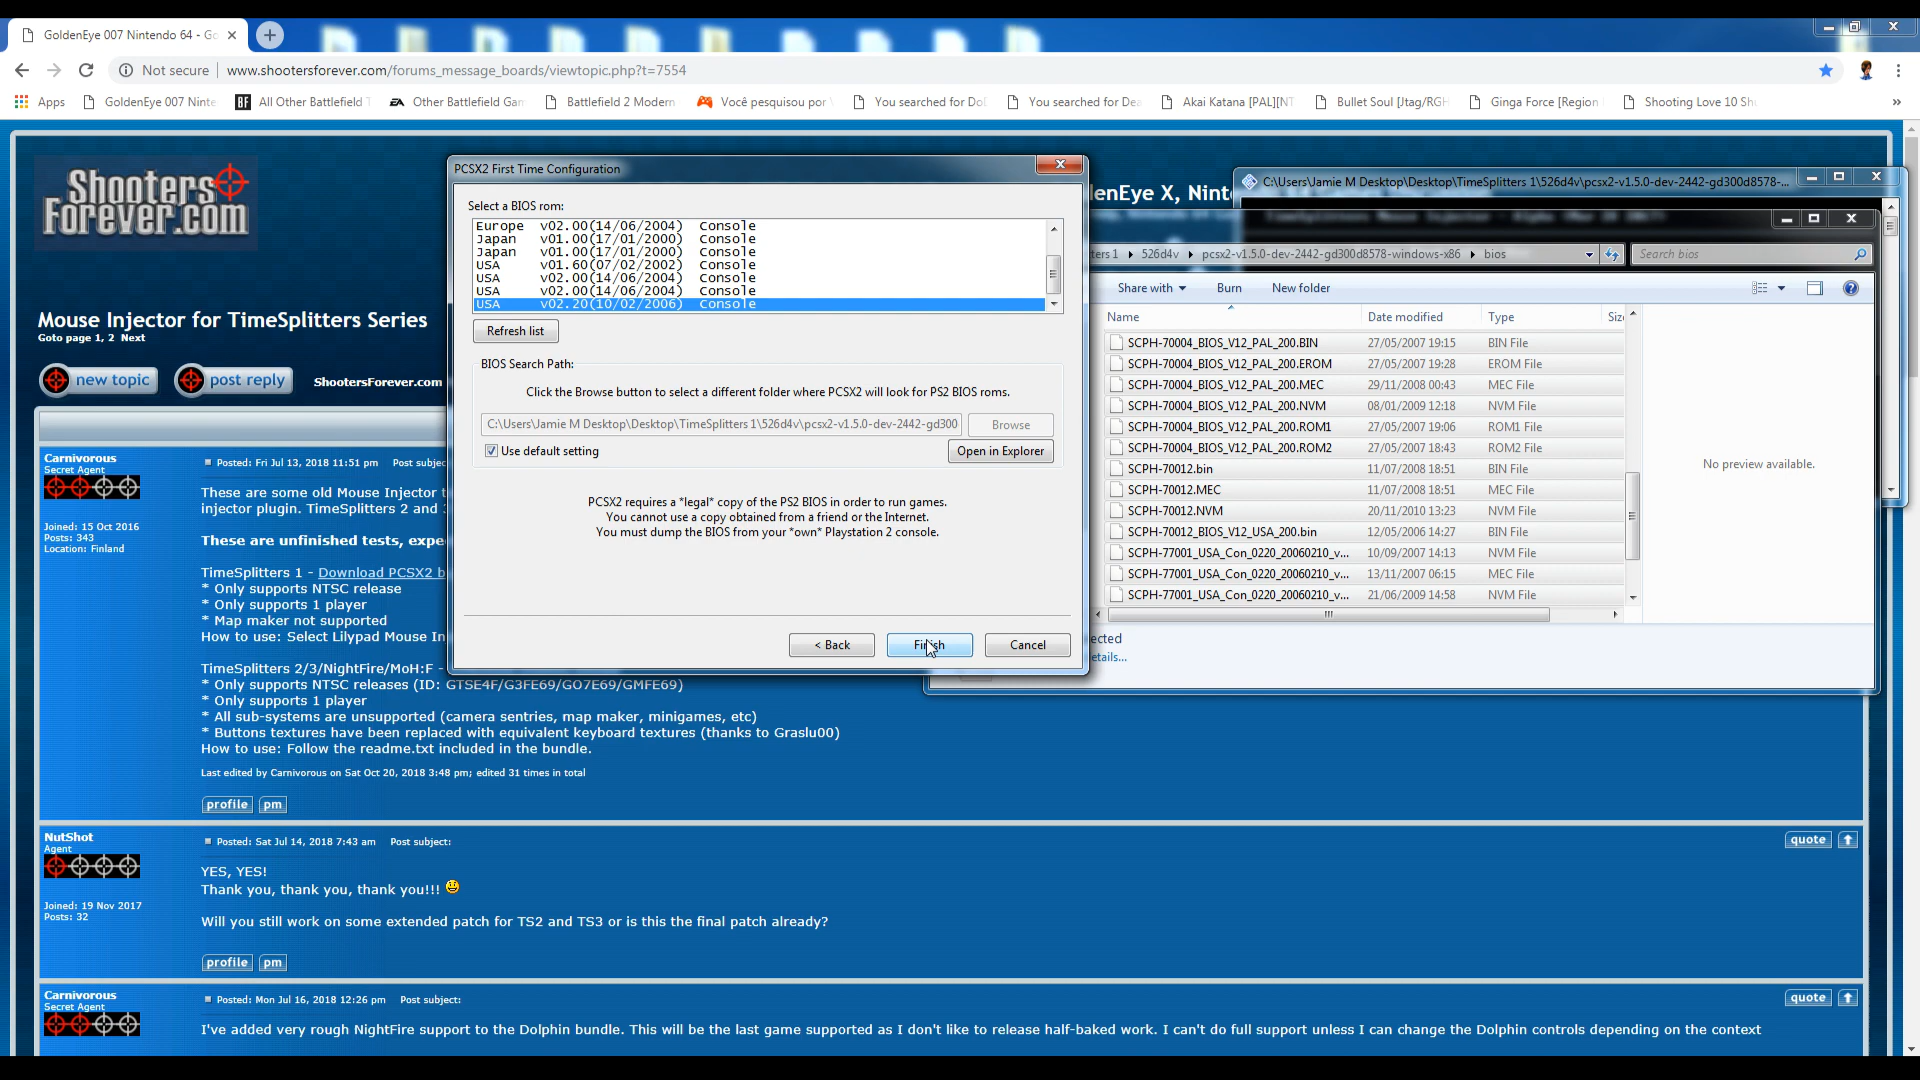 GoldenEye 007 Nintendo 64 - Go
Not secure
www.shootersforever.com/forums_message_boards/viewtopic.php?t=7554
Apps
GoldenEye 007 Ninte
All Other Battlefield T
Other Battlefield Gam
Battlefield 2 Modern
Você pesquisou por
You searched for Dol
You searched for Dea
Akai Katana [PAL][NT
Bullet Soul [Jtag/RGH
Ginga Force [Region
Shooting Love 10 Sh
Shooters
Forever.com
Mouse Injector for TimeSplitters Series
Goto page 1, 2 Next
new topic
post reply
ShootersForever.com
denEye X, Ninte
PCSX2 First Time Configuration
Select a BIOS rom:
Europe v02.00(14/06/2004) Console
Japan v01.00(17/01/2000) Console
Japan v01.00(17/01/2000) Console
USA v01.60(07/02/2002) Console
USA v02.00(14/06/2004) Console
USA v02.00(14/06/2004) Console
USA v02.20(10/02/2006) Console
Refresh list
BIOS Search Path:
Click the Browse button to select a different folder where PCSX2 will look for PS2 BIOS roms.
C:\Users\Jamie M Desktop\Desktop\TimeSplitters 1\526d4v\pcsx2-v1.5.0-dev-2442-gd300
Browse
Use default setting
Open in Explorer
PCSX2 requires a *legal* copy of the PS2 BIOS in order to run games.
You cannot use a copy obtained from a friend or the Internet.
You must dump the BIOS from your *own* Playstation 2 console.
< Back
Finish
Cancel
C:\Users\Jamie M Desktop\Desktop\TimeSplitters 1\526d4v\pcsx2-v1.5.0-dev-2442-gd300d8578-...
TimeSplitters Mouse Injector - Alpha
ters 1
526d4v
pcsx2-v1.5.0-dev-2442-gd300d8578-windows-x86
bios
Search bios
Share with
Burn
New folder
Name Date modified Type Siz
SCPH-70004_BIOS_V12_PAL_200.BIN 27/05/2007 19:15 BIN File
SCPH-70004_BIOS_V12_PAL_200.EROM 27/05/2007 19:28 EROM File
SCPH-70004_BIOS_V12_PAL_200.MEC 29/11/2008 00:43 MEC File
SCPH-70004_BIOS_V12_PAL_200.NVM 08/01/2009 12:18 NVM File
SCPH-70004_BIOS_V12_PAL_200.ROM1 27/05/2007 19:06 ROM1 File
SCPH-70004_BIOS_V12_PAL_200.ROM2 27/05/2007 18:43 ROM2 File
SCPH-70012.bin 11/07/2008 18:51 BIN File
SCPH-70012.MEC 11/07/2008 18:51 MEC File
SCPH-70012.NVM 20/11/2010 13:23 NVM File
SCPH-70012_BIOS_V12_USA_200.bin 12/05/2006 14:27 BIN File
SCPH-77001_USA_Con_0220_20060210_v... 10/09/2007 14:13 NVM File
SCPH-77001_USA_Con_0220_20060210_v... 13/11/2007 06:15 MEC File
SCPH-77001_USA_Con_0220_20060210_v... 21/06/2009 14:58 NVM File
No preview available.
ected
etails...
Carnivorous
Secret Agent
Joined: 15 Oct 2016
Posts: 343
Location: Finland
Posted: Fri Jul 13, 2018 11:51 pm Post subjec
These are some old Mouse Injector t
injector plugin. TimeSplitters 2 and 3
These are unfinished tests, expe
TimeSplitters 1 - Download PCSX2 b
* Only supports NTSC release
* Only supports 1 player
* Map maker not supported
How to use: Select Lilypad Mouse In
TimeSplitters 2/3/NightFire/MoH:F -
* Only supports NTSC releases (ID: GTSE4F/G3FE69/GO7E69/GMFE69)
* Only supports 1 player
* All sub-systems are unsupported (camera sentries, map maker, minigames, etc)
* Buttons textures have been replaced with equivalent keyboard textures (thanks to Graslu00)
How to use: Follow the readme.txt included in the bundle.
Last edited by Carnivorous on Sat Oct 20, 2018 3:48 pm; edited 31 times in total
profile
pm
NutShot
Agent
Joined: 19 Nov 2017
Posts: 32
Posted: Sat Jul 14, 2018 7:43 am Post subject:
quote
YES, YES!
Thank you, thank you, thank you!!!
Will you still work on some extended patch for TS2 and TS3 or is this the final patch already?
profile
pm
Carnivorous
Secret Agent
Posted: Mon Jul 16, 2018 12:26 pm Post subject:
quote
I've added very rough NightFire support to the Dolphin bundle. This will be the last game supported as I don't like to release half-baked work. I can't do full support unless I can change the Dolphin controls depending on the context